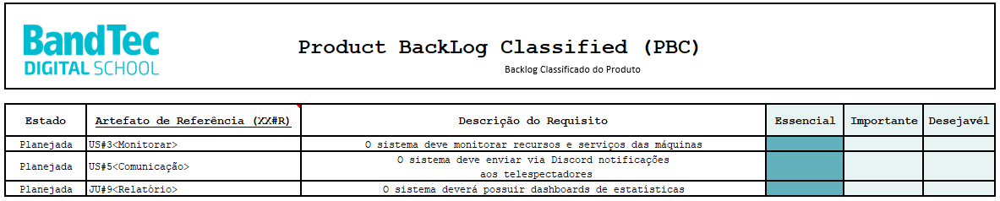 BandTec
DIGITAL SCHOOL
Product BackLog Classified (PBC)
Backlog Classificado do Produto
Estado Artefato de Referência (XX#R) Descrição do Requisito Essencial Importante Desejavél
Planejada US#3<Monitorar> O sistema deve monitorar recursos e serviços das máquinas
Planejada US#5<Comunicação> O sistema deve enviar via Discord notificações
aos telespectadores
Planejada JU#9<Relatório> O sistema deverá possuir dashboards de estatísticas